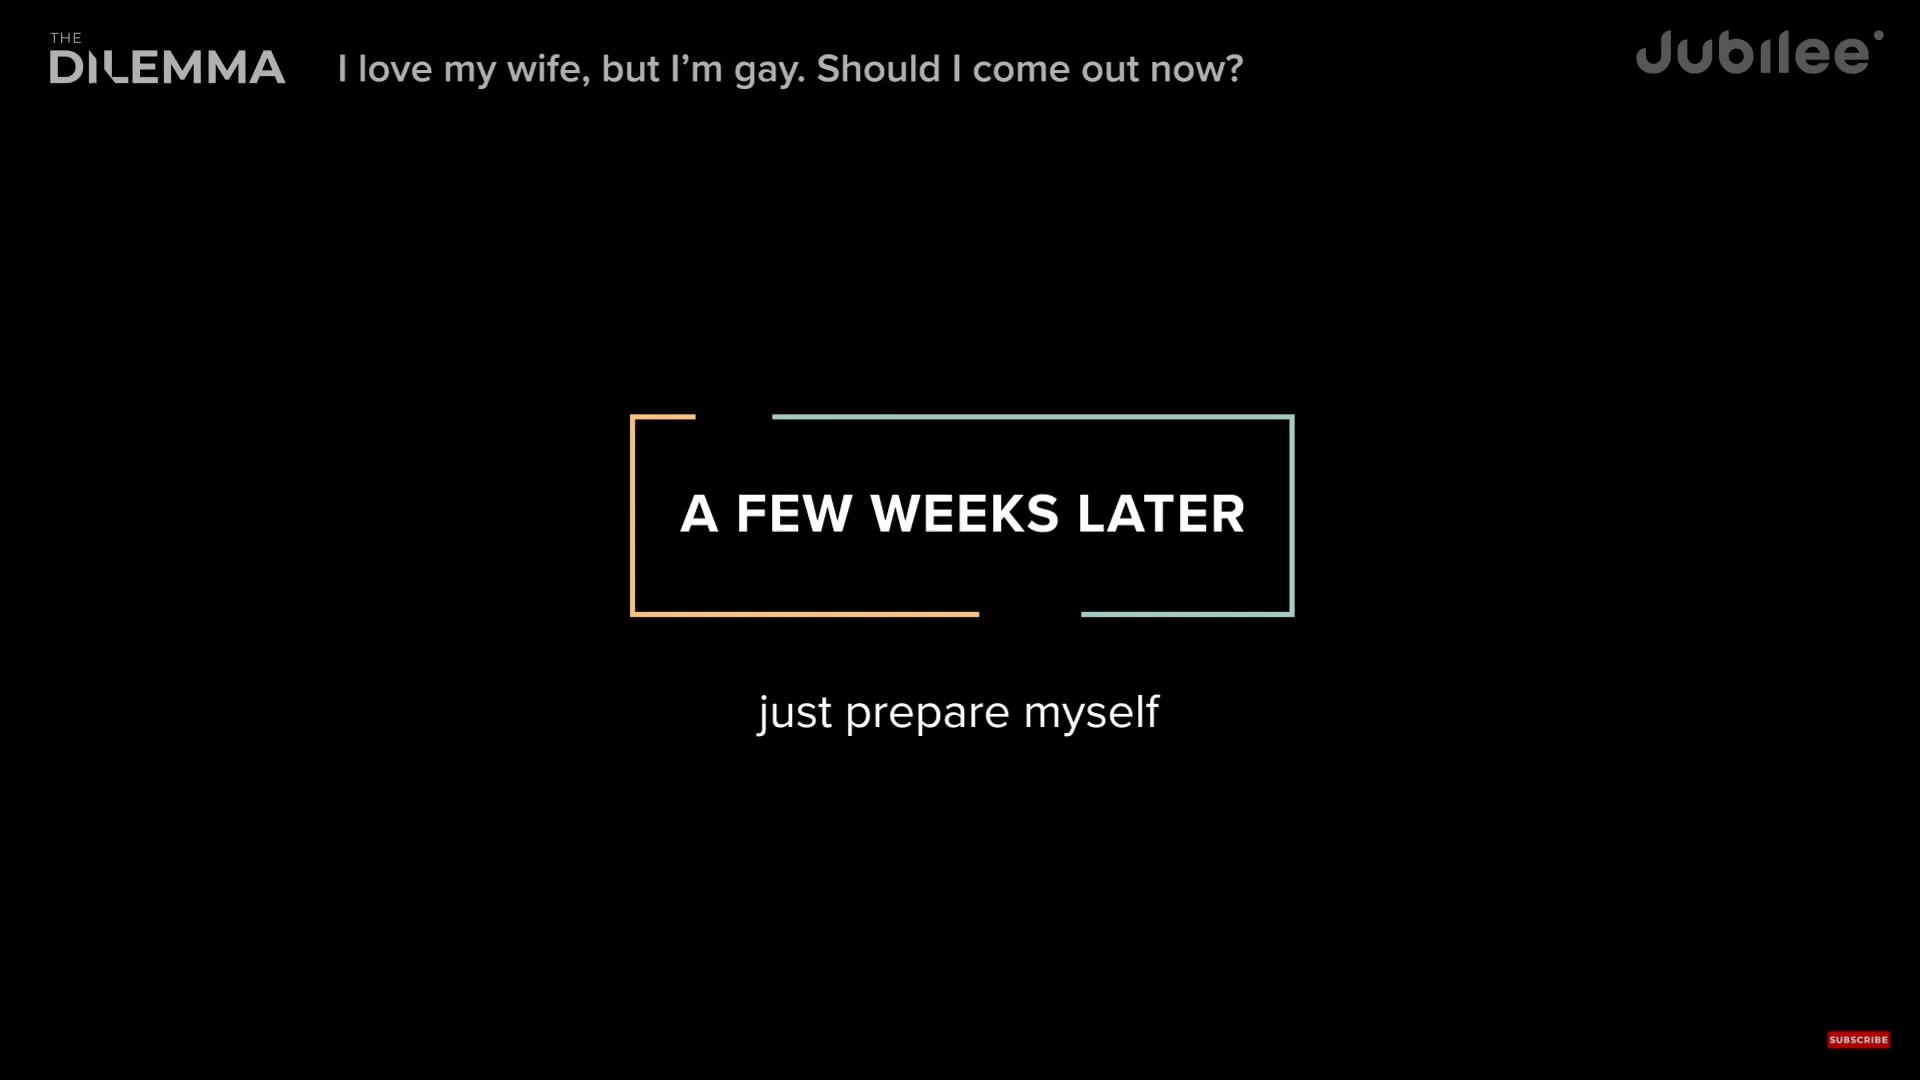 THE
DILEMMA
I love my wife, but I’m gay. Should I come out now?
Jubilee
A FEW WEEKS LATER
just prepare myself
SUBSCRIBE